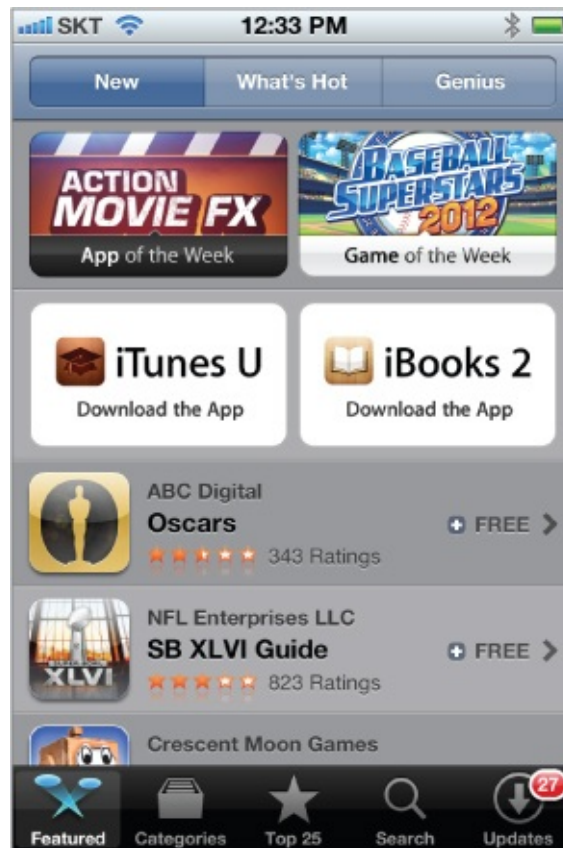 SKT 12:33 PM
New What's Hot Genius
ACTION
MOVIE FX
App of the Week
BASEBALL
SUPERSTARS
2012
Game of the Week
iTunes U
Download the App
iBooks 2
Download the App
ABC Digital
Oscars
FREE
343 Ratings
NFL Enterprises LLC
SB XLVI Guide
FREE
823 Ratings
SUPER BOWL
XLVI
Crescent Moon Games
27
Featured Categories Top 25 Search Updates